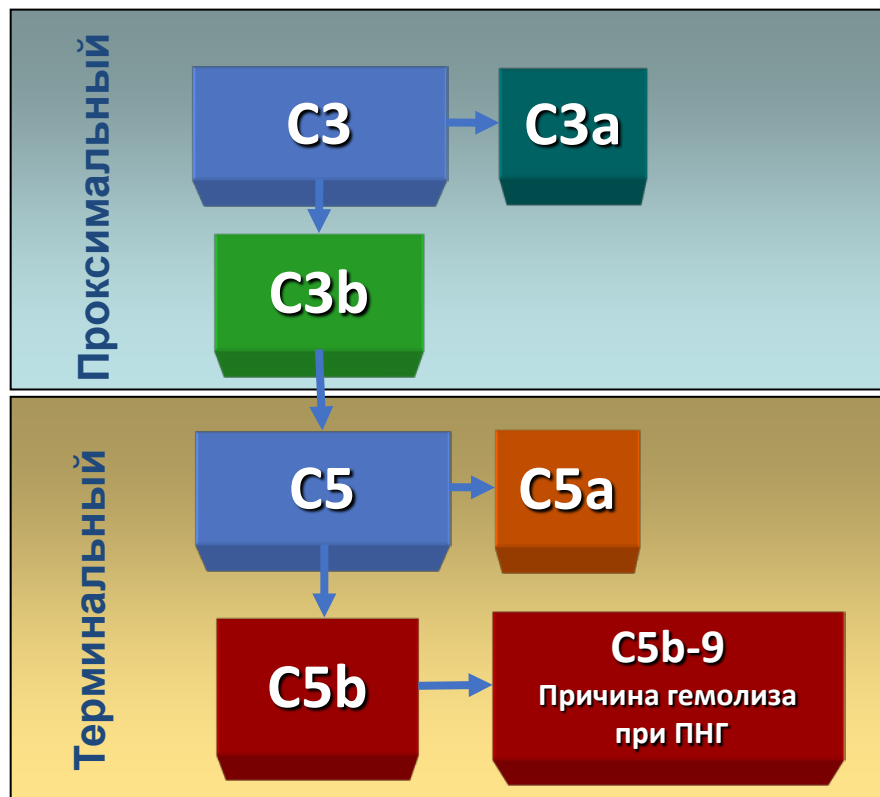 Проксимальный
C3
C3a
C3b
Терминальный
C5
C5a
C5b
C5b-9
Причина гемолиза
при ПНГ